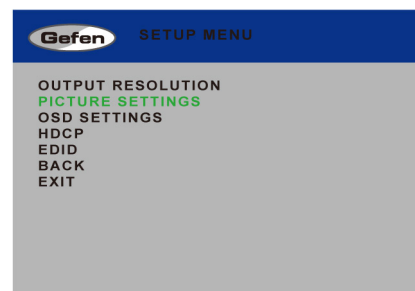 Gefen SETUP MENU
OUTPUT RESOLUTION
PICTURE SETTINGS
OSD SETTINGS
HDCP
EDID
BACK
EXIT